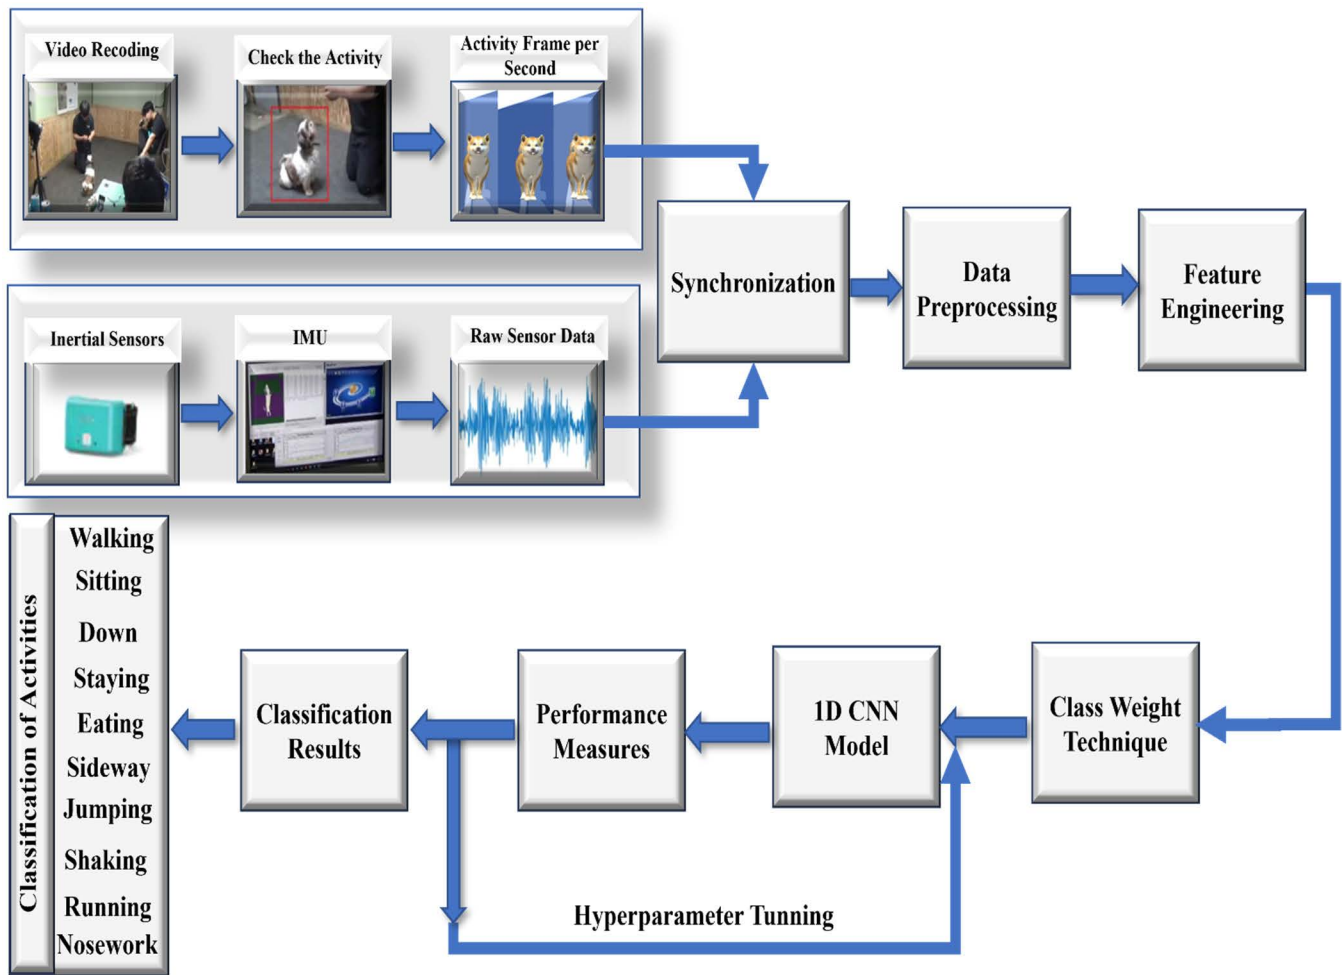 Video Recoding
Check the Activity
Activity Frame per
Second
Inertial Sensors
IMU
Raw Sensor Data
Synchronization
Data
Preprocessing
Feature
Engineering
Class Weight
Technique
1D CNN
Model
Performance
Measures
Classification
Results
Hyperparameter Tunning
Classification of Activities
Walking
Sitting
Down
Staying
Eating
Sideway
Jumping
Shaking
Running
Nosework